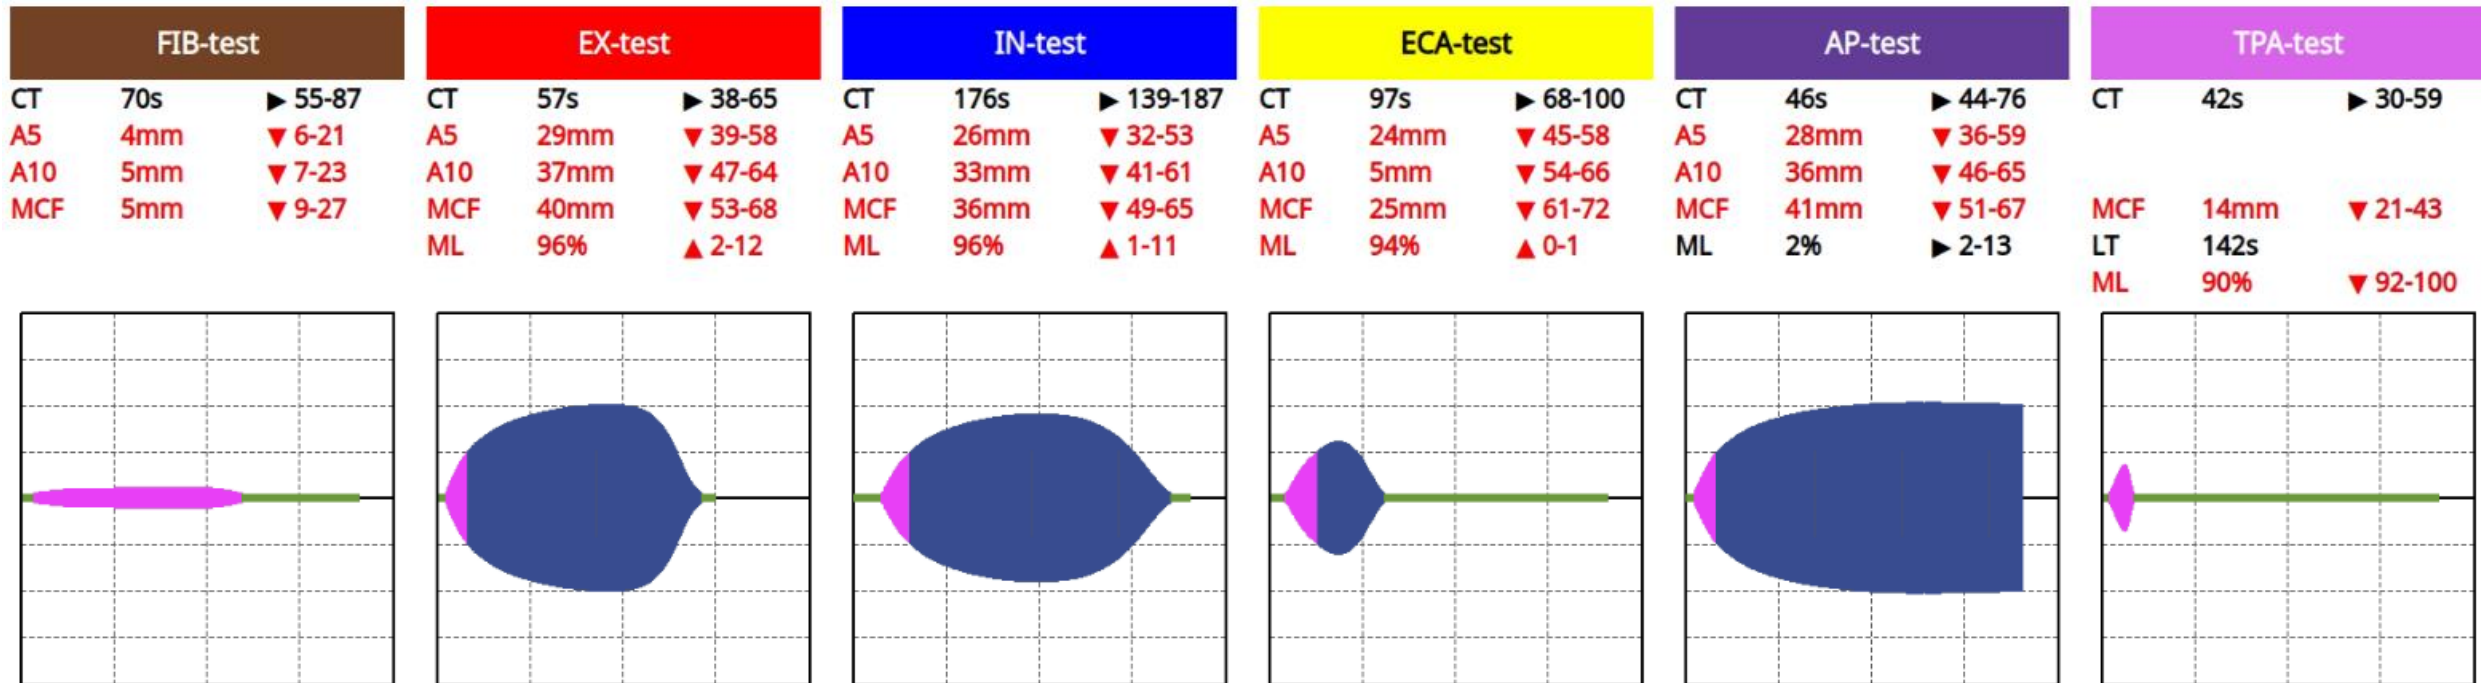 FIB-test
CT 70s ▶ 55-87
A5 4mm ▼ 6-21
A10 5mm ▼ 7-23
MCF 5mm ▼ 9-27
EX-test
CT 57s ▶ 38-65
A5 29mm ▼ 39-58
A10 37mm ▼ 47-64
MCF 40mm ▼ 53-68
ML 96% ▲ 2-12
IN-test
CT 176s ▶ 139-187
A5 26mm ▼ 32-53
A10 33mm ▼ 41-61
MCF 36mm ▼ 49-65
ML 96% ▲ 1-11
ECA-test
CT 97s ▶ 68-100
A5 24mm ▼ 45-58
A10 5mm ▼ 54-66
MCF 25mm ▼ 61-72
ML 94% ▲ 0-1
AP-test
CT 46s ▶ 44-76
A5 28mm ▼ 36-59
A10 36mm ▼ 46-65
MCF 41mm ▼ 51-67
ML 2% ▶ 2-13
TPA-test
CT 42s ▶ 30-59
MCF 14mm ▼ 21-43
LT 142s
ML 90% ▼ 92-100